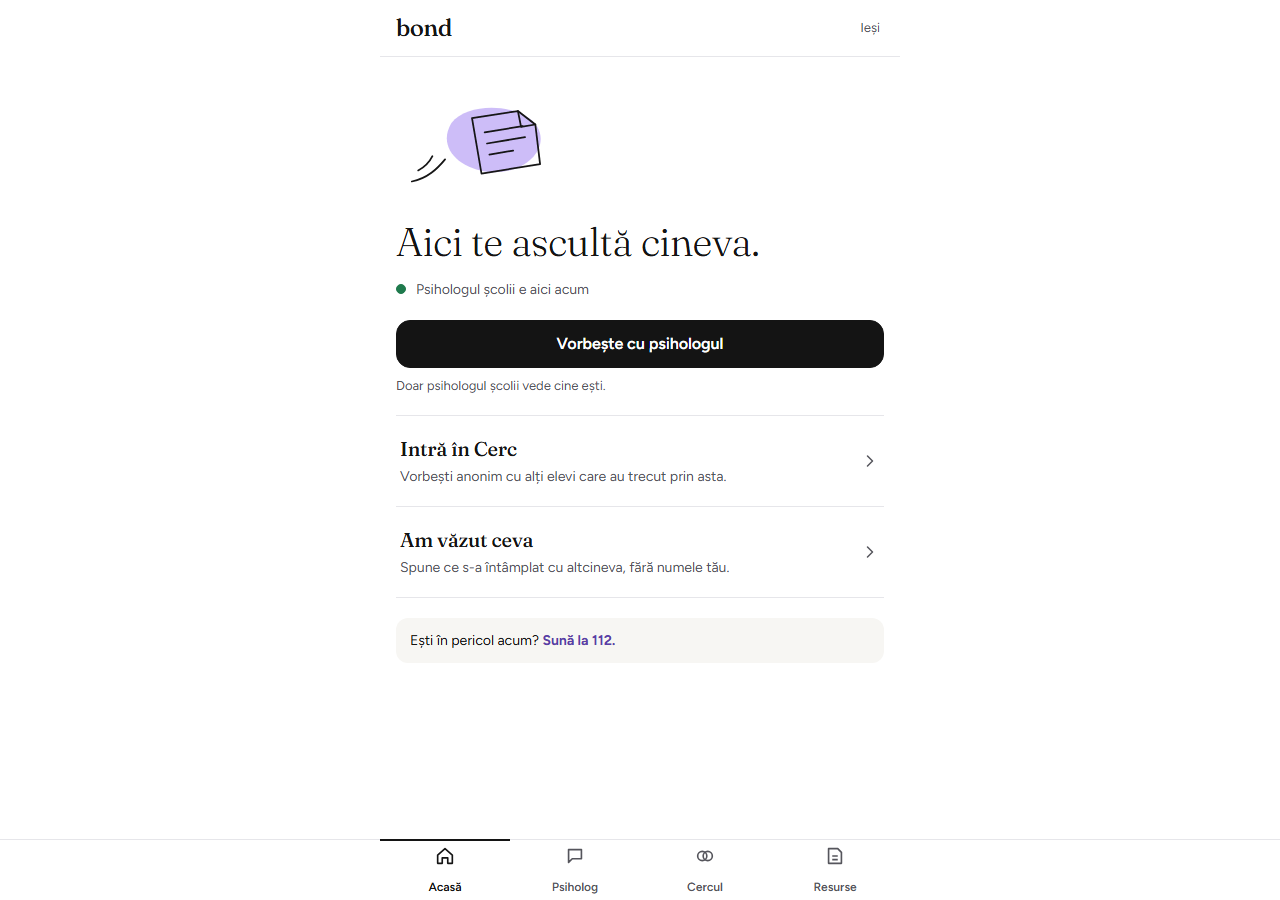 bond
Ieși
Aici te ascultă cineva.
Psihologul școlii e aici acum
Vorbește cu psihologul
Doar psihologul școlii vede cine ești.
Intră în Cerc
Vorbești anonim cu alți elevi care au trecut prin asta.
Am văzut ceva
Spune ce s-a întâmplat cu altcineva, fără numele tău.
Ești în pericol acum? Sună la 112.
Acasă
Psiholog
Cercul
Resurse